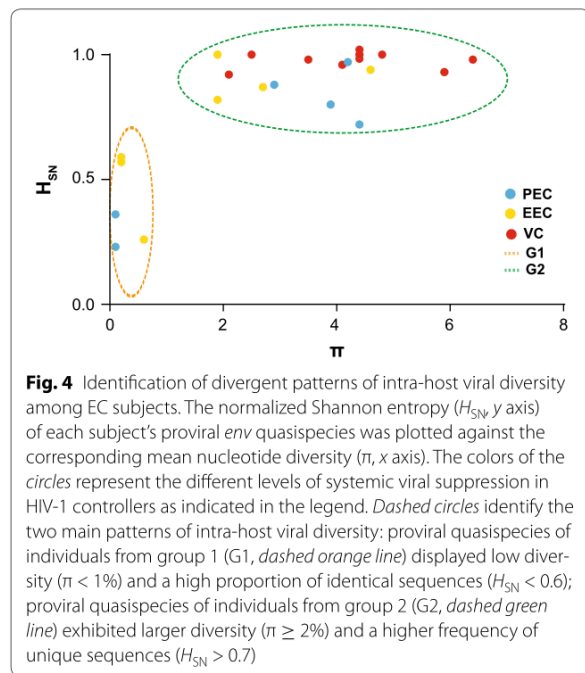 1.0
0.5
0.0
H_SN
0 2 4 6 8
π
PEC
EEC
VC
G1
G2
Fig. 4 Identification of divergent patterns of intra-host viral diversity
among EC subjects. The normalized Shannon entropy (H_SN, y axis)
of each subject's proviral env quasispecies was plotted against the
corresponding mean nucleotide diversity (π, x axis). The colors of the
circles represent the different levels of systemic viral suppression in
HIV-1 controllers as indicated in the legend. Dashed circles identify the
two main patterns of intra-host viral diversity: proviral quasispecies of
individuals from group 1 (G1, dashed orange line) displayed low diver-
sity (π < 1%) and a high proportion of identical sequences (H_SN < 0.6);
proviral quasispecies of individuals from group 2 (G2, dashed green
line) exhibited larger diversity (π ≥ 2%) and a higher frequency of
unique sequences (H_SN > 0.7)